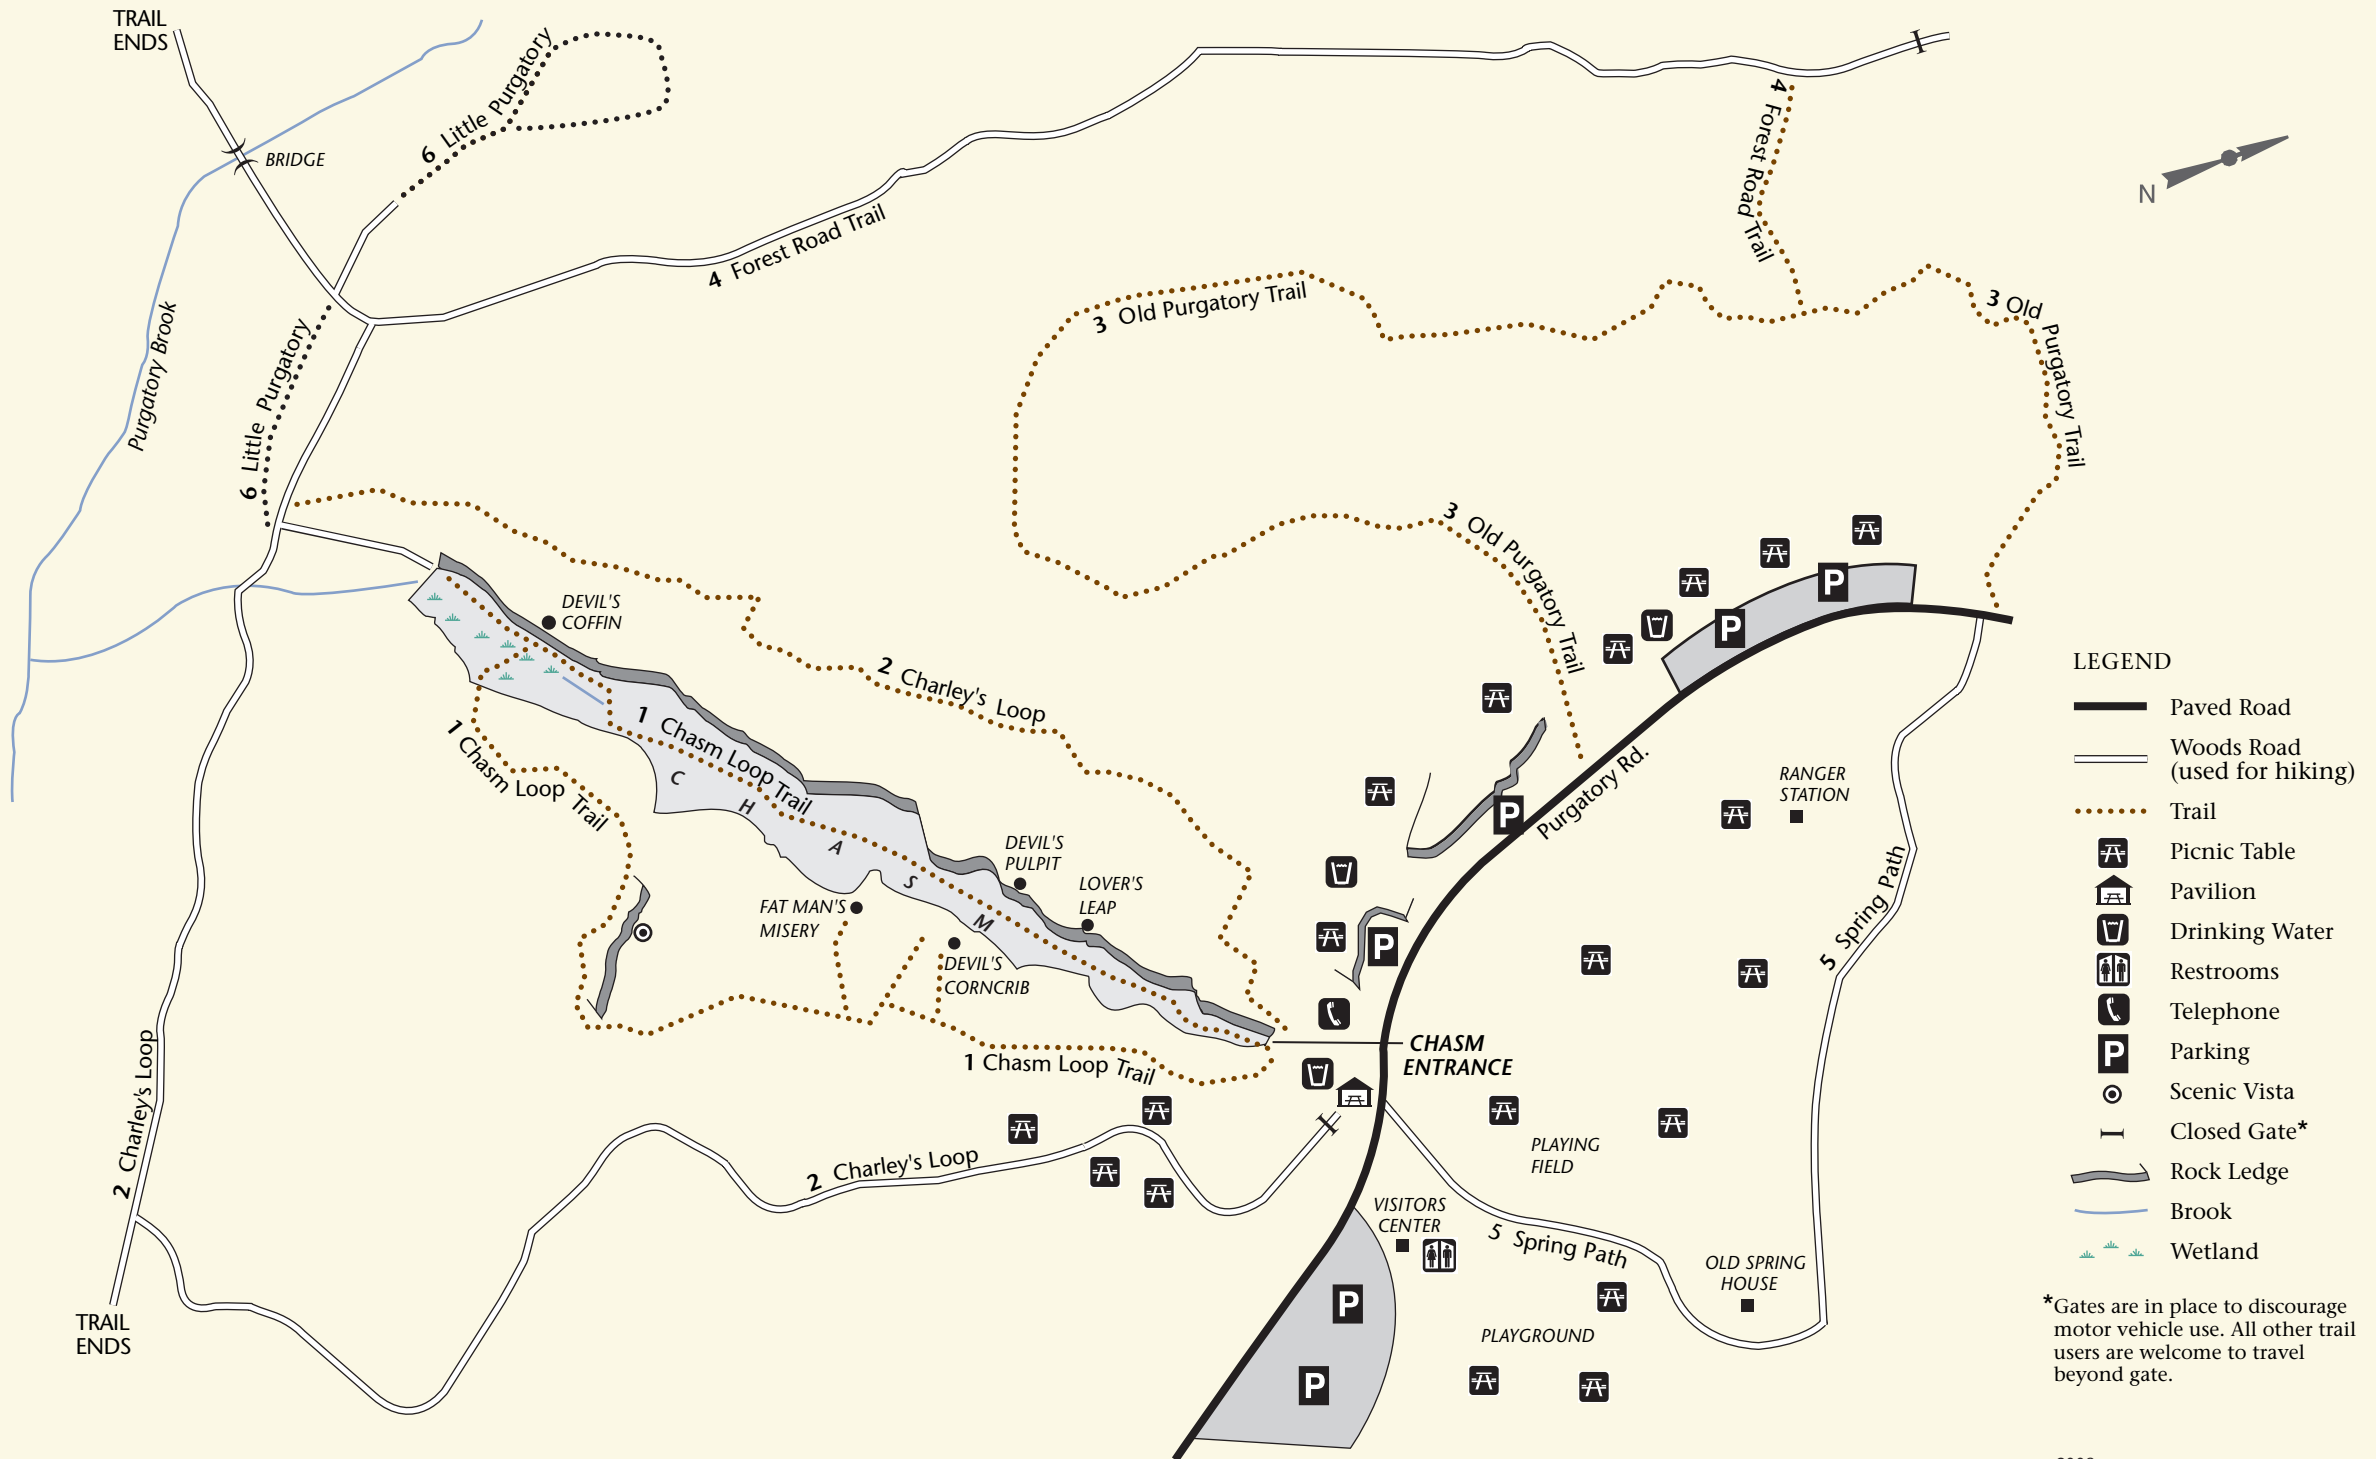 TRAIL
ENDS
6 Little Purgatory
BRIDGE
4 Forest Road Trail
4 Forest Road Trail
N
Purgatory Brook
6 Little Purgatory
3 Old Purgatory Trail
3 Old Purgatory Trail
3 Old Purgatory Trail
DEVIL'S
COFFIN
2 Charley's Loop
1 Chasm Loop Trail
1 Chasm Loop Trail
CHASM
DEVIL'S
PULPIT
LOVER'S
LEAP
FAT MAN'S
MISERY
DEVIL'S
CORNCRIB
1 Chasm Loop Trail
CHASM
ENTRANCE
P
P
P
P
Purgatory Rd.
RANGER
STATION
5 Spring Path
PLAYING
FIELD
2 Charley's Loop
2 Charley's Loop
TRAIL
ENDS
VISITORS
CENTER
5 Spring Path
OLD SPRING
HOUSE
PLAYGROUND
P
P
LEGEND
Paved Road
Woods Road
(used for hiking)
Trail
Picnic Table
Pavilion
Drinking Water
Restrooms
Telephone
P Parking
Scenic Vista
Closed Gate*
Rock Ledge
Brook
Wetland
*Gates are in place to discourage
motor vehicle use. All other trail
users are welcome to travel
beyond gate.